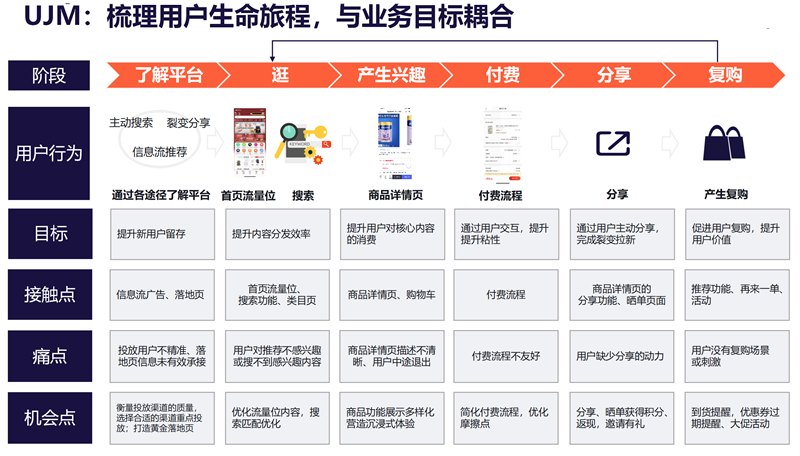 UJM：梳理用户生命旅程，与业务目标耦合
阶段
了解平台
逛
产生兴趣
付费
分享
复购
用户行为
主动搜索
裂变分享
信息流推荐
KEYWORD
通过各途径了解平台
首页流量位
搜索
商品详情页
付费流程
分享
产生复购
目标
提升新用户留存
提升内容分发效率
提升用户对核心内容
的消费
通过用户交互，提升
提升粘性
通过用户主动分享，
完成裂变拉新
促进用户复购，提升
用户价值
接触点
信息流广告、落地页
首页流量位、
搜索功能、类目页
商品详情页、购物车
付费流程
商品详情页的
分享功能、晒单页面
推荐功能、再来一单、
活动
痛点
投放用户不精准、落
地页信息未有效承接
用户对推荐不感兴趣
或搜不到感兴趣内容
商品详情页描述不清
晰、用户中途退出
付费流程不友好
用户缺少分享的动力
用户没有复购场景
或刺激
机会点
衡量投放渠道的质量，
选择合适的渠道重点投
放；打造黄金落地页
优化流量位内容，搜
索匹配优化
商品功能展示多样化
营造沉浸式体验
简化付费流程，优化
摩擦点
分享、晒单获得积分、
返现，邀请有礼
到货提醒，优惠券过
期提醒、大促活动